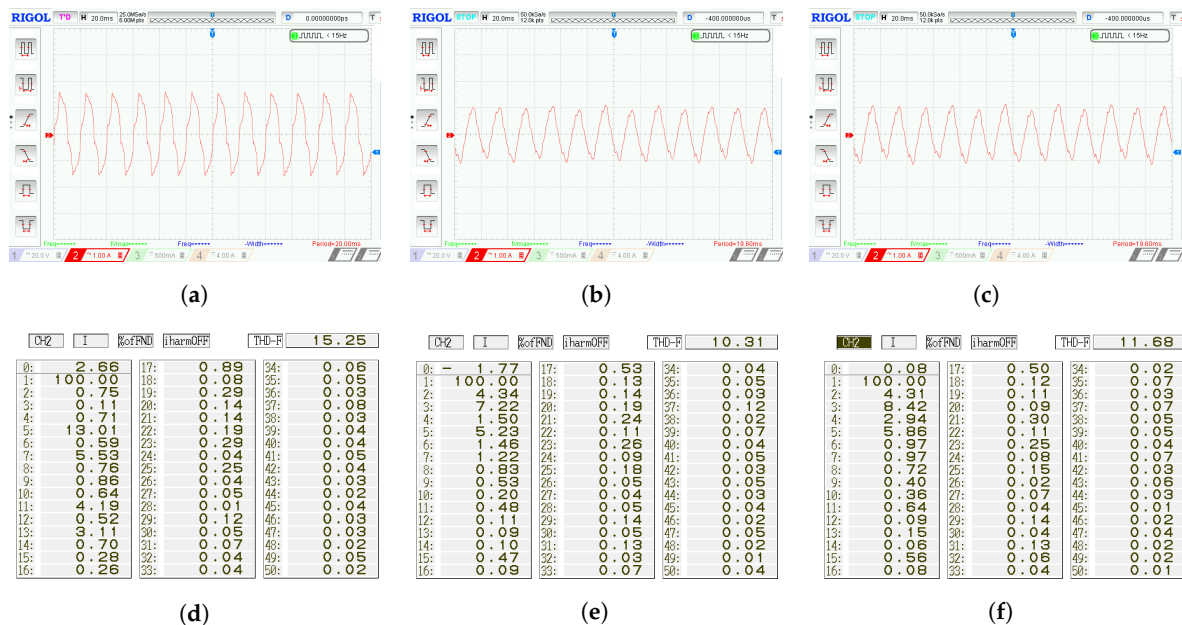 RIGOL T'D H 20.0ms 25.0MSa/s 6.00M pts D 0.00000000ps T
< 15Hz
2
Freq=****** Freq=****** -Width=****** Period=20.00ms
1 ~ 20.0 V 2 ~ 1.00 A 3 = 500mA 4 = 4.00 A
(a)
RIGOL STOP H 20.0ms 50.0kSa/s 12.0k pts D -400.000000us T
< 15Hz
2
Freq=****** Freq=****** -Width=****** Period=19.60ms
1 ~ 20.0 V 2 ~ 1.00 A 3 = 500mA 4 = 4.00 A
(b)
RIGOL STOP H 20.0ms 50.0kSa/s 12.0k pts D -400.000000us T
< 15Hz
2
Freq=****** Freq=****** -Width=****** Period=19.60ms
1 ~ 20.0 V 2 ~ 1.00 A 3 = 500mA 4 = 4.00 A
(c)
CH2 I %ofFND iharmOFF THD-F 15.25
0: 2.66 17: 0.89 34: 0.06
1: 100.00 18: 0.08 35: 0.05
2: 0.75 19: 0.29 36: 0.03
3: 0.11 20: 0.14 37: 0.08
4: 0.71 21: 0.14 38: 0.03
5: 13.01 22: 0.19 39: 0.04
6: 0.59 23: 0.29 40: 0.04
7: 5.53 24: 0.04 41: 0.05
8: 0.76 25: 0.25 42: 0.04
9: 0.86 26: 0.04 43: 0.03
10: 0.64 27: 0.05 44: 0.02
11: 4.19 28: 0.01 45: 0.04
12: 0.52 29: 0.12 46: 0.03
13: 3.11 30: 0.05 47: 0.03
14: 0.70 31: 0.07 48: 0.02
15: 0.28 32: 0.04 49: 0.05
16: 0.26 33: 0.04 50: 0.02
(d)
CH2 I %ofFND iharmOFF THD-F 10.31
0: - 1.77 17: 0.53 34: 0.04
1: 100.00 18: 0.13 35: 0.05
2: 4.34 19: 0.14 36: 0.03
3: 7.22 20: 0.19 37: 0.12
4: 1.50 21: 0.24 38: 0.02
5: 5.23 22: 0.11 39: 0.07
6: 1.46 23: 0.26 40: 0.04
7: 1.22 24: 0.09 41: 0.05
8: 0.83 25: 0.18 42: 0.03
9: 0.53 26: 0.05 43: 0.05
10: 0.20 27: 0.04 44: 0.03
11: 0.48 28: 0.05 45: 0.04
12: 0.11 29: 0.14 46: 0.02
13: 0.09 30: 0.05 47: 0.05
14: 0.10 31: 0.13 48: 0.02
15: 0.47 32: 0.03 49: 0.01
16: 0.09 33: 0.07 50: 0.04
(e)
CH2 I %ofFND iharmOFF THD-F 11.68
0: 0.08 17: 0.50 34: 0.02
1: 100.00 18: 0.12 35: 0.07
2: 4.31 19: 0.11 36: 0.03
3: 8.42 20: 0.09 37: 0.07
4: 2.94 21: 0.30 38: 0.05
5: 5.86 22: 0.11 39: 0.05
6: 0.97 23: 0.25 40: 0.04
7: 0.97 24: 0.08 41: 0.07
8: 0.72 25: 0.15 42: 0.03
9: 0.40 26: 0.02 43: 0.06
10: 0.36 27: 0.07 44: 0.03
11: 0.64 28: 0.04 45: 0.01
12: 0.09 29: 0.14 46: 0.02
13: 0.15 30: 0.04 47: 0.04
14: 0.06 31: 0.13 48: 0.02
15: 0.56 32: 0.06 49: 0.02
16: 0.08 33: 0.04 50: 0.01
(f)